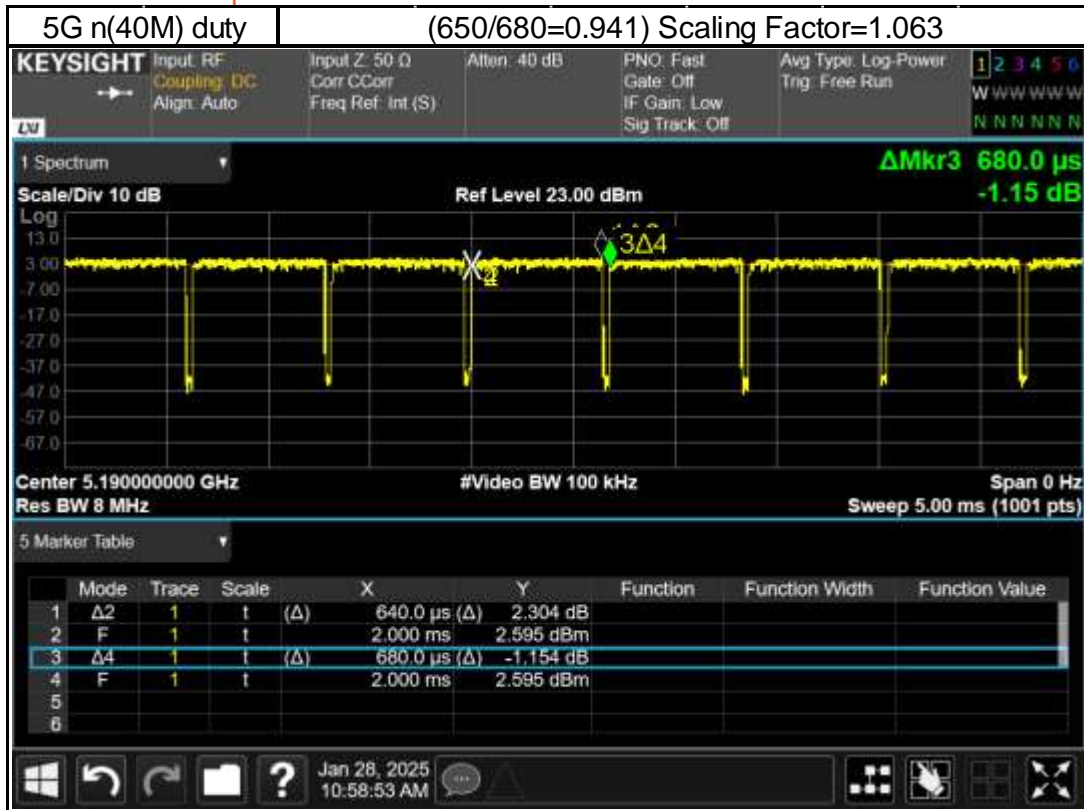 5G n(40M) duty (650/680=0.941) Scaling Factor=1.063
KEYSIGHT Input: RF Input Z: 50 Ω Atten: 40 dB PNO: Fast Avg Type: Log-Power 1 2 3 4 5 6
Coupling: DC Corr CCorr Gate: Off Trig: Free Run
Align: Auto Freq Ref: Int (S) IF Gain: Low W W W W W W
LXI Sig Track: Off N N N N N N
1 Spectrum ΔMkr3 680.0 µs
Scale/Div 10 dB Ref Level 23.00 dBm -1.15 dB
Log
13.0
3Δ4
3.00
-7.00
-17.0
-27.0
-37.0
-47.0
-57.0
-67.0
Center 5.190000000 GHz #Video BW 100 kHz Span 0 Hz
Res BW 8 MHz Sweep 5.00 ms (1001 pts)
5 Marker Table
Mode Trace Scale X Y Function Function Width Function Value
1 Δ2 1 t (Δ) 640.0 µs (Δ) 2.304 dB
2 F 1 t 2.000 ms 2.595 dBm
3 Δ4 1 t (Δ) 680.0 µs (Δ) -1.154 dB
4 F 1 t 2.000 ms 2.595 dBm
5
6
? Jan 28, 2025
10:58:53 AM